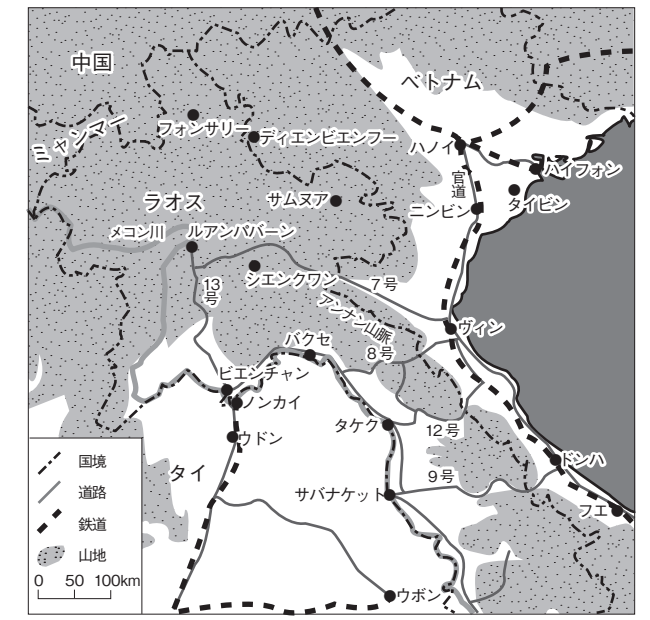 中国
ベトナム
ミャンマー
フォンサリー
ディエンビエンフー
ハノイ
ハイフォン
官道
ラオス
サムヌア
タイビン
ニンビン
メコン川
ルアンパバーン
シエンクワン
7号
13号
アンナン山脈
ヴィン
パクセ
8号
ビエンチャン
ノンカイ
タケク
12号
ウドン
ドンハ
タイ
9号
サバナケット
フエ
ウボン
国境
道路
鉄道
山地
0 50 100km